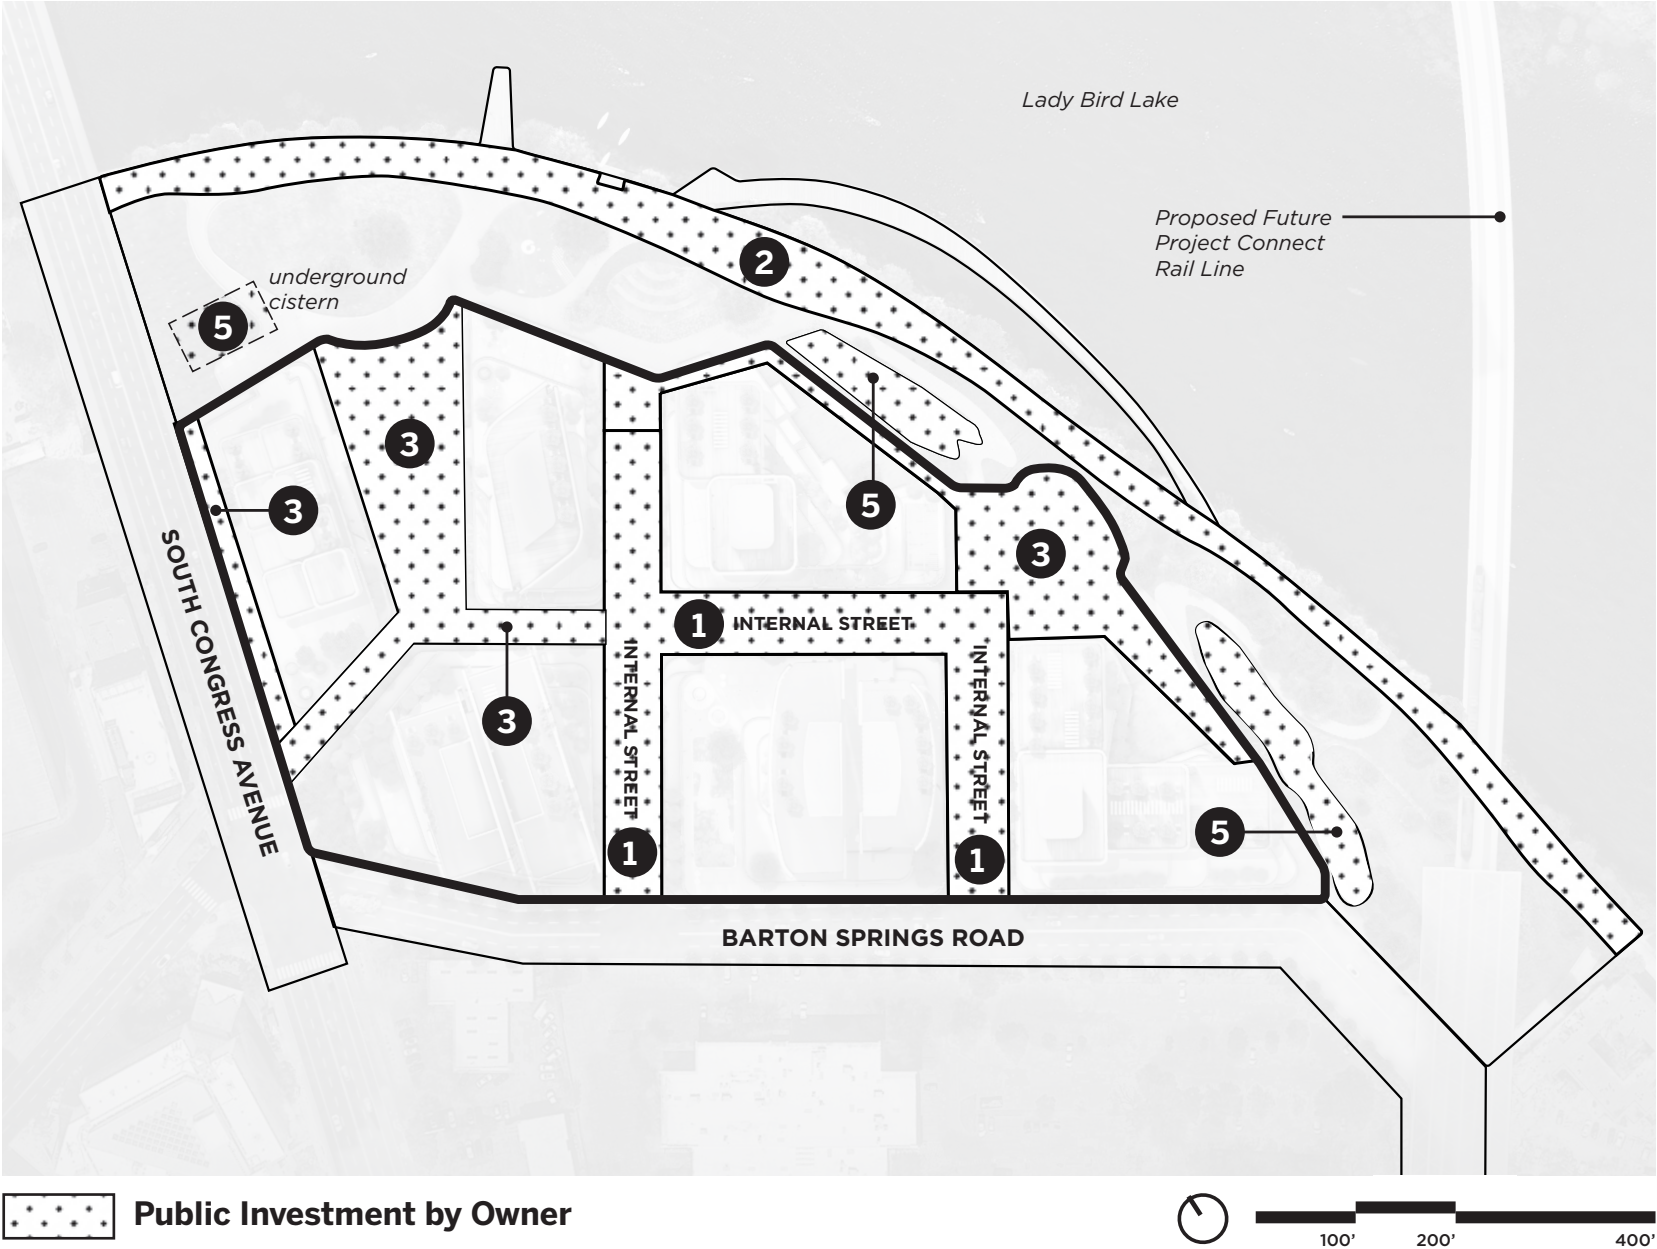 Lady Bird Lake
Proposed Future
Project Connect
Rail Line
2
underground
cistern
5
3
3
5
3
SOUTH CONGRESS AVENUE
1
INTERNAL STREET
INTERNAL STREET
INTERNAL STREET
3
5
1
1
BARTON SPRINGS ROAD
Public Investment by Owner
100'
200'
400'